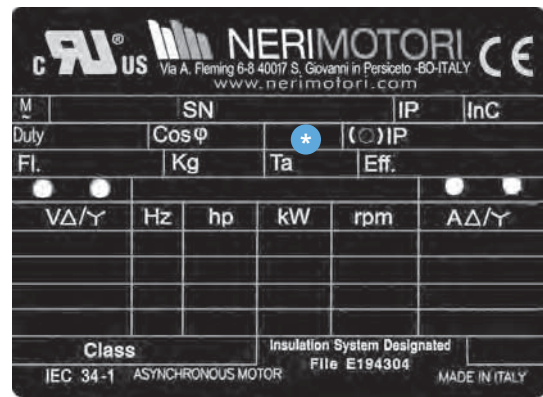 c RU ® US NERIMOTORI CE
Via A. Fleming 6-8 40017 S. Giovanni in Persiceto -BO-ITALY
www.nerimotori.com
M~ SN IP InC
Duty Cosφ * (○)IP
Fl. Kg Ta Eff.
V∆/Y Hz hp kW rpm A∆/Y
Class Insulation System Designated
File E194304
IEC 34-1 ASYNCHRONOUS MOTOR MADE IN ITALY